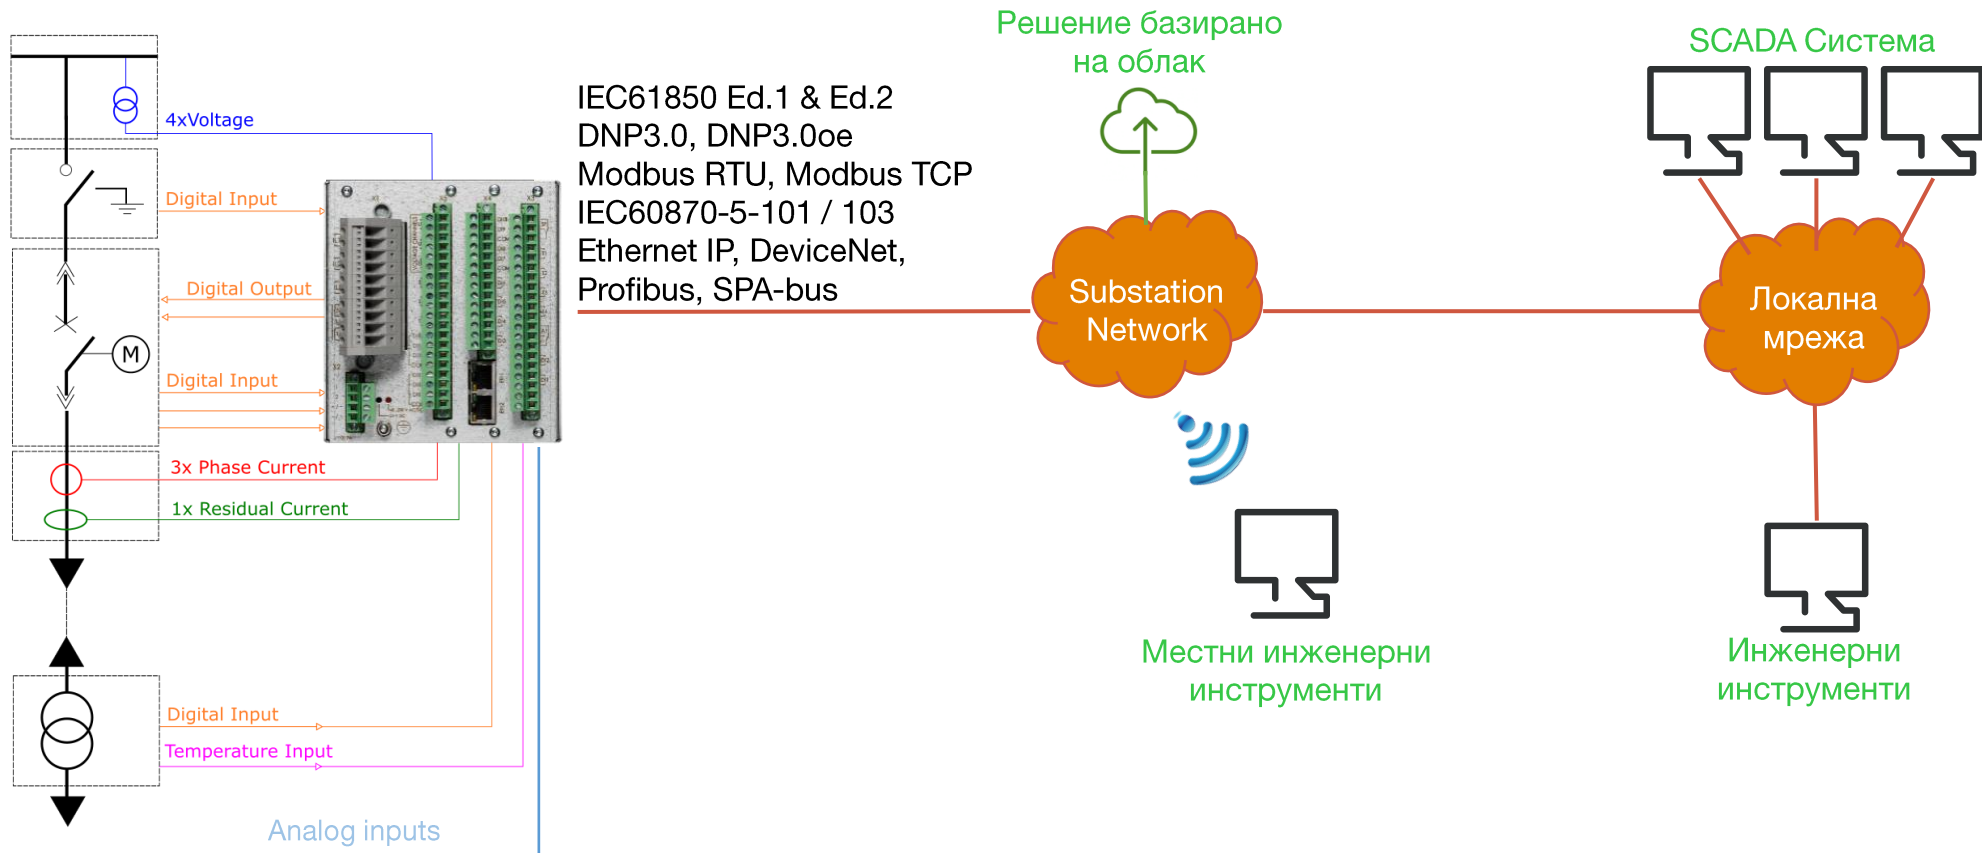 Решение базирано
на облак
SCADA Система
IEC61850 Ed.1 & Ed.2
DNP3.0, DNP3.0oe
Modbus RTU, Modbus TCP
IEC60870-5-101 / 103
Ethernet IP, DeviceNet,
Profibus, SPA-bus
4xVoltage
Digital Input
Digital Output
M
Digital Input
3x Phase Current
1x Residual Current
Digital Input
Temperature Input
Analog inputs
Substation
Network
Локална
мрежа
Местни инженерни
инструменти
Инженерни
инструменти